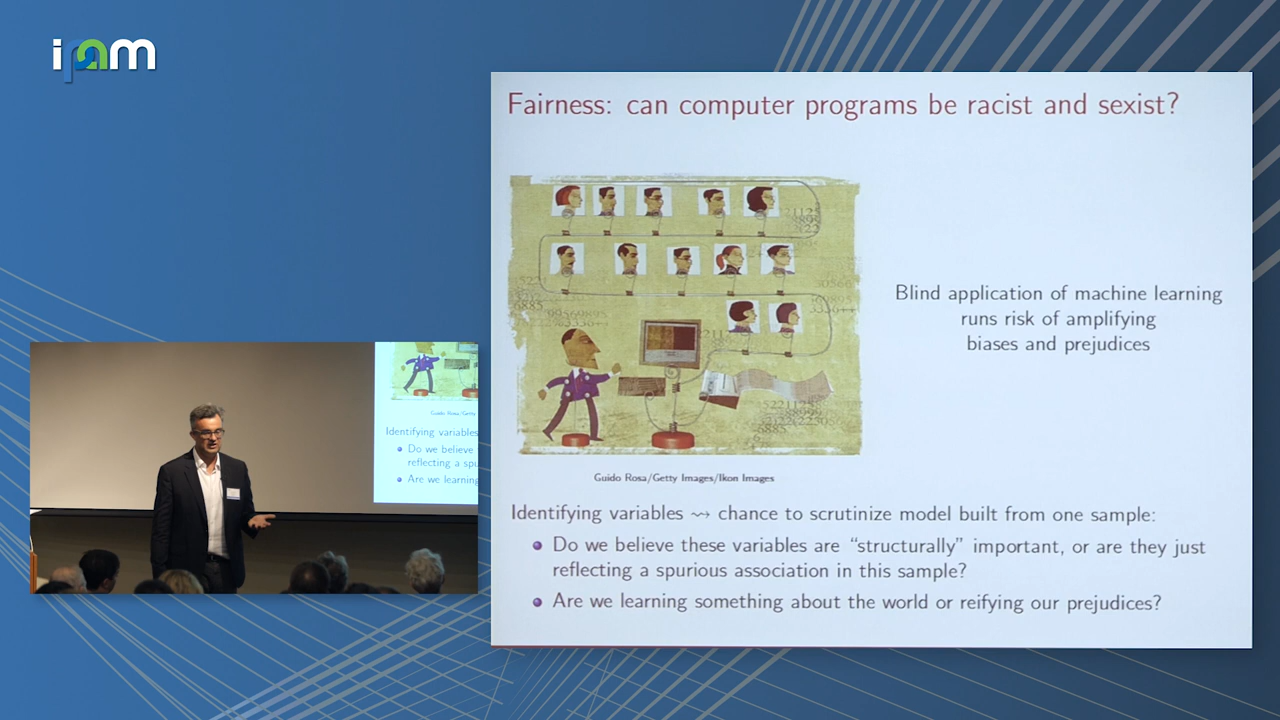 ipam
Fairness: can computer programs be racist and sexist?
Blind application of machine learning
runs risk of amplifying
biases and prejudices
Guido Rosa/Getty Images/Ikon Images
Identifying variables ⇝ chance to scrutinize model built from one sample:
• Do we believe these variables are “structurally” important, or are they just
reflecting a spurious association in this sample?
• Are we learning something about the world or reifying our prejudices?
Guido Rosa/Getty
Identifying variables
• Do we believe
reflecting a spu
• Are we learning